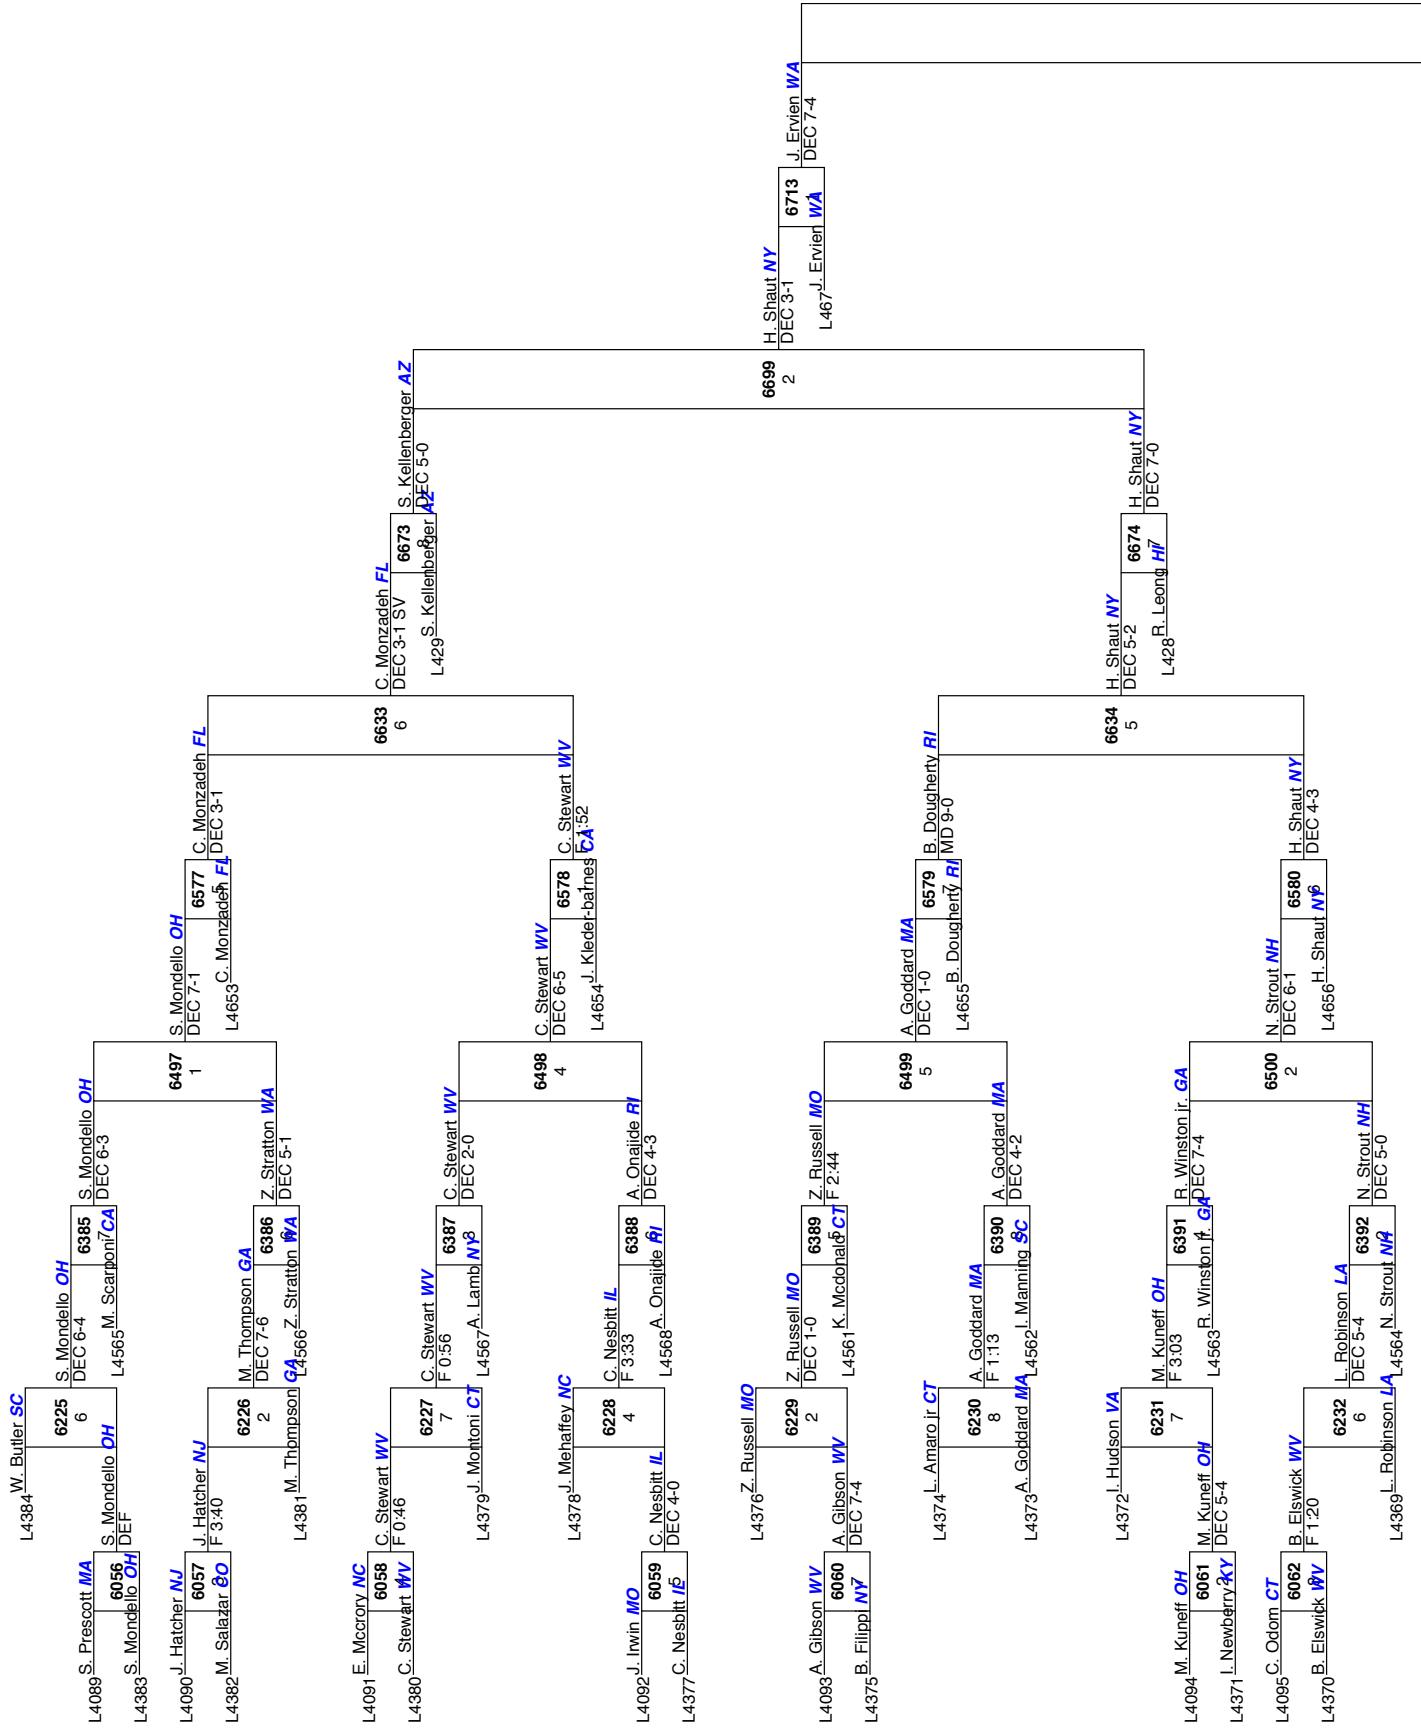 J. Ervien WA
DEC 7-4
6713
1
H. Shaut NY
DEC 3-1
J. Ervien WA
L467
S. Kellenberger AZ
DEC 5-0
6699
2
H. Shaut NY
DEC 7-0
6673
8
C. Monzadeh FL
DEC 3-1 SV
S. Kellenberger AZ
L429
6674
7
H. Shaut NY
DEC 5-2
R. Leong HI
L428
C. Monzadeh FL
DEC 3-1
6633
6
C. Stewart WV
F 1:52
B. Dougherty RI
MD 9-0
6634
5
H. Shaut NY
DEC 4-3
6577
5
S. Mondello OH
DEC 7-1
C. Monzadeh FL
L4653
6578
1
C. Stewart WV
DEC 6-5
J. Kleder-barnes CA
L4654
6579
7
A. Goddard MA
DEC 1-0
B. Dougherty RI
L4655
6580
6
N. Strout NH
DEC 6-1
H. Shaut NY
L4656
S. Mondello OH
DEC 6-3
6497
1
Z. Stratton WA
DEC 5-1
C. Stewart WV
DEC 2-0
6498
4
A. Onajide RI
DEC 4-3
Z. Russell MO
F 2:44
6499
5
A. Goddard MA
DEC 4-2
R. Winston jr. GA
DEC 7-4
6500
2
N. Strout NH
DEC 5-0
6385
7
S. Mondello OH
DEC 6-4
M. Scarponi CA
L4565
6386
6
M. Thompson GA
DEC 7-6
Z. Stratton WA
L4566
6387
3
C. Stewart WV
F 0:56
A. Lamb NY
L4567
6388
6
C. Nesbitt IL
F 3:33
A. Onajide RI
L4568
6389
5
Z. Russell MO
DEC 1-0
K. Mcdonald CT
L4561
6390
8
A. Goddard MA
F 1:13
I. Manning SC
L4562
6391
4
M. Kuneff OH
F 3:03
R. Winston jr. GA
L4563
6392
2
L. Robinson LA
DEC 5-4
N. Strout NH
L4564
W. Butler SC
L4384
6225
6
S. Mondello OH
DEF
J. Hatcher NJ
F 3:40
6226
2
M. Thompson GA
L4381
C. Stewart WV
F 0:46
6227
7
J. Montoni CT
L4379
J. Mehaffey NC
L4378
6228
4
C. Nesbitt IL
DEC 4-0
Z. Russell MO
L4376
6229
2
A. Gibson WV
DEC 7-4
L. Amaro jr CT
L4374
6230
8
A. Goddard MA
L4373
I. Hudson VA
L4372
6231
7
M. Kuneff OH
DEC 5-4
B. Elswick WV
F 1:20
6232
6
L. Robinson LA
L4369
S. Prescott MA
L4089
6056
S. Mondello OH
L4383
J. Hatcher NJ
L4090
6057
M. Salazar CO
L4382
E. Mccrory NC
L4091
6058
4
C. Stewart WV
L4380
J. Irwin MO
L4092
6059
5
C. Nesbitt IL
L4377
A. Gibson WV
L4093
6060
7
B. Filippi NY
L4375
M. Kuneff OH
L4094
6061
2
I. Newberry KY
L4371
C. Odom CT
L4095
6062
8
B. Elswick WV
L4370